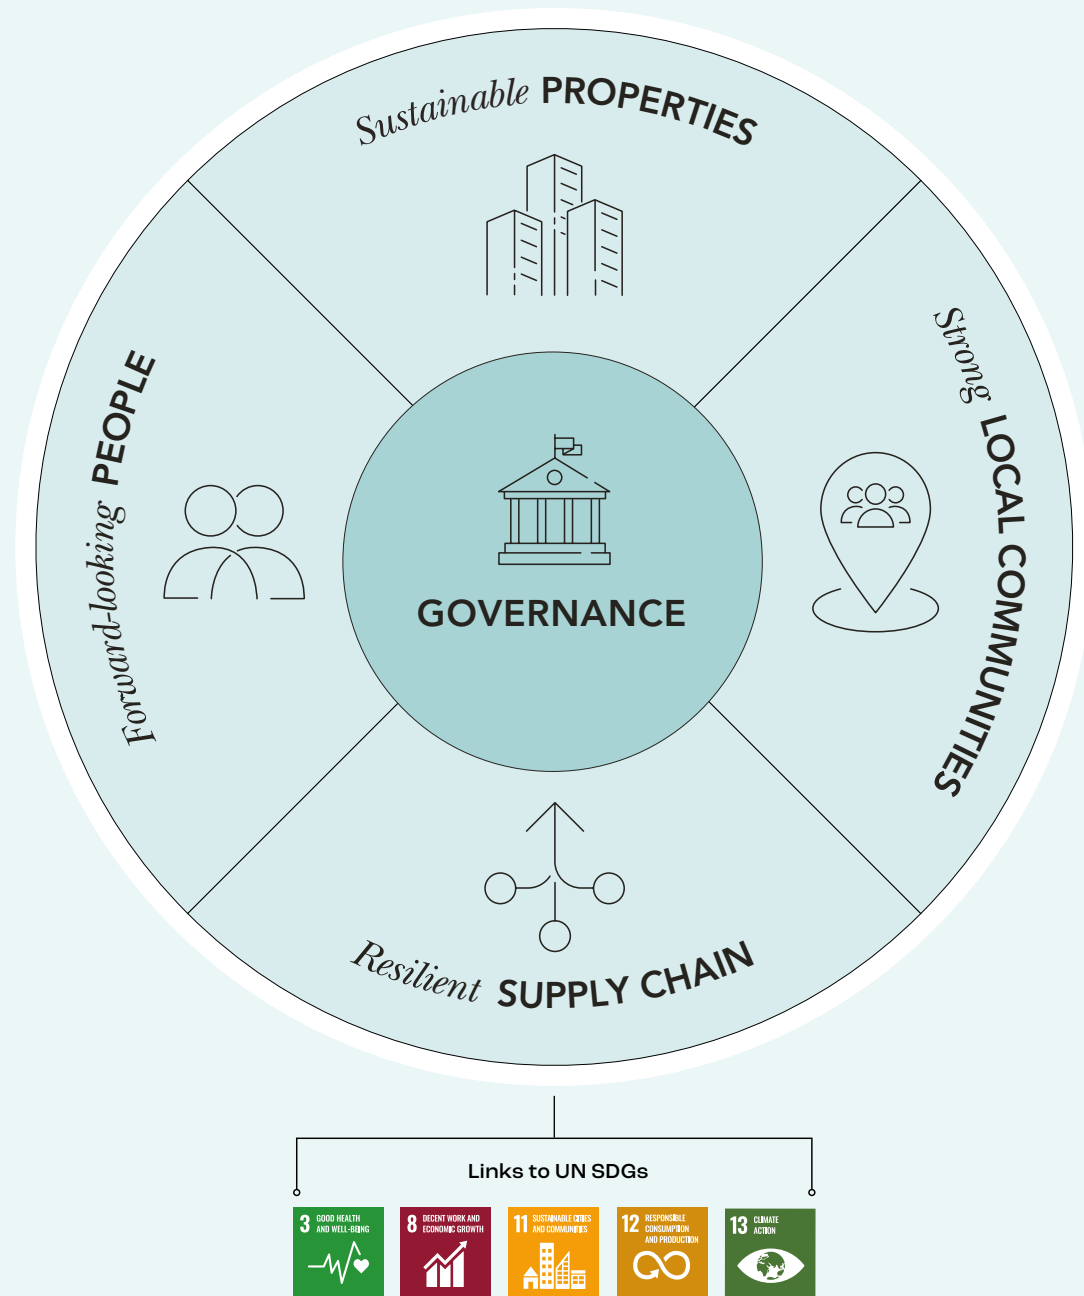 Sustainable PROPERTIES
Forward-looking PEOPLE
Strong LOCAL COMMUNITIES
GOVERNANCE
Resilient SUPPLY CHAIN
Links to UN SDGs
3 GOOD HEALTH
AND WELL-BEING
8 DECENT WORK AND
ECONOMIC GROWTH
11 SUSTAINABLE CITIES
AND COMMUNITIES
12 RESPONSIBLE
CONSUMPTION
AND PRODUCTION
13 CLIMATE
ACTION